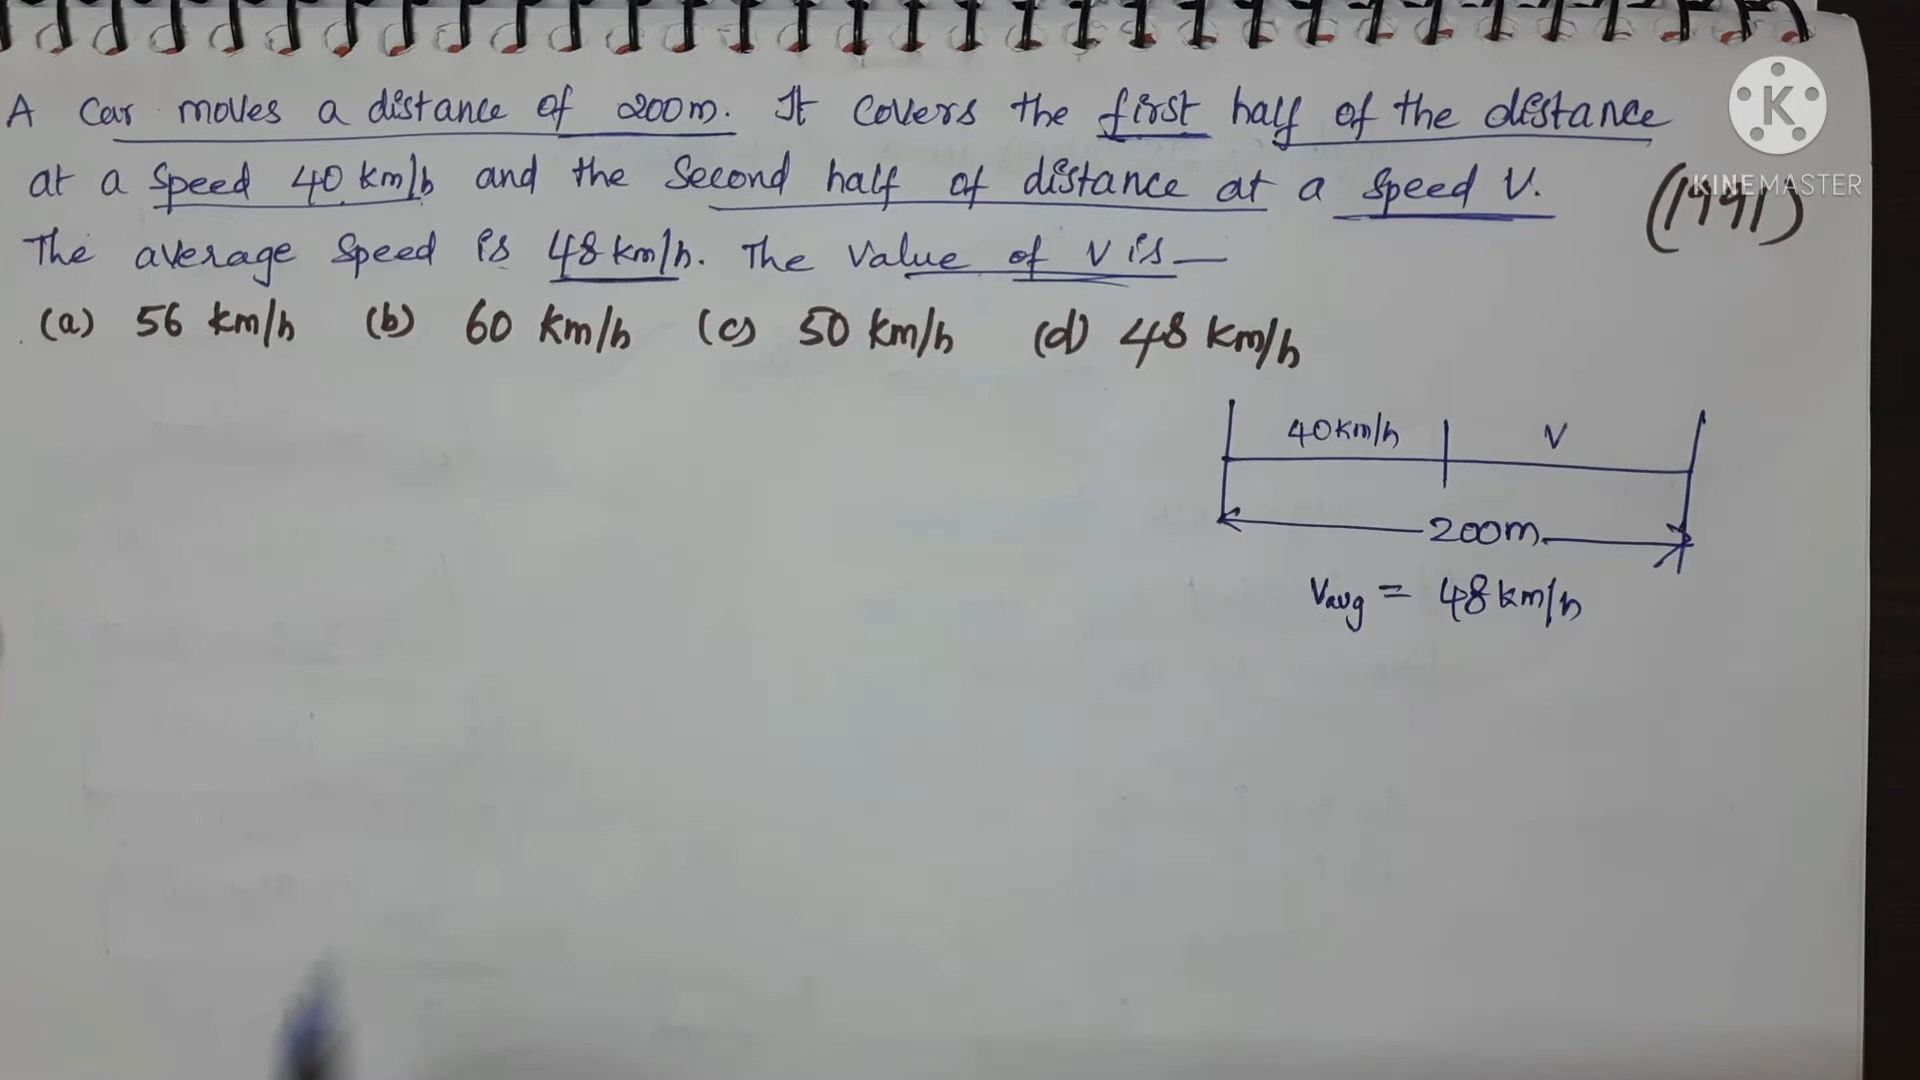 A Car moves a distance of 200m. It covers the first half of the distance
at a speed 40 km/h and the second half of distance at a speed V.
(1991)
The average speed is 48 km/h. The value of V is —
(a) 56 km/h (b) 60 km/h (c) 50 km/h (d) 48 km/h
40km/h V
200m
Vavg = 48km/h
K
KINEMASTER